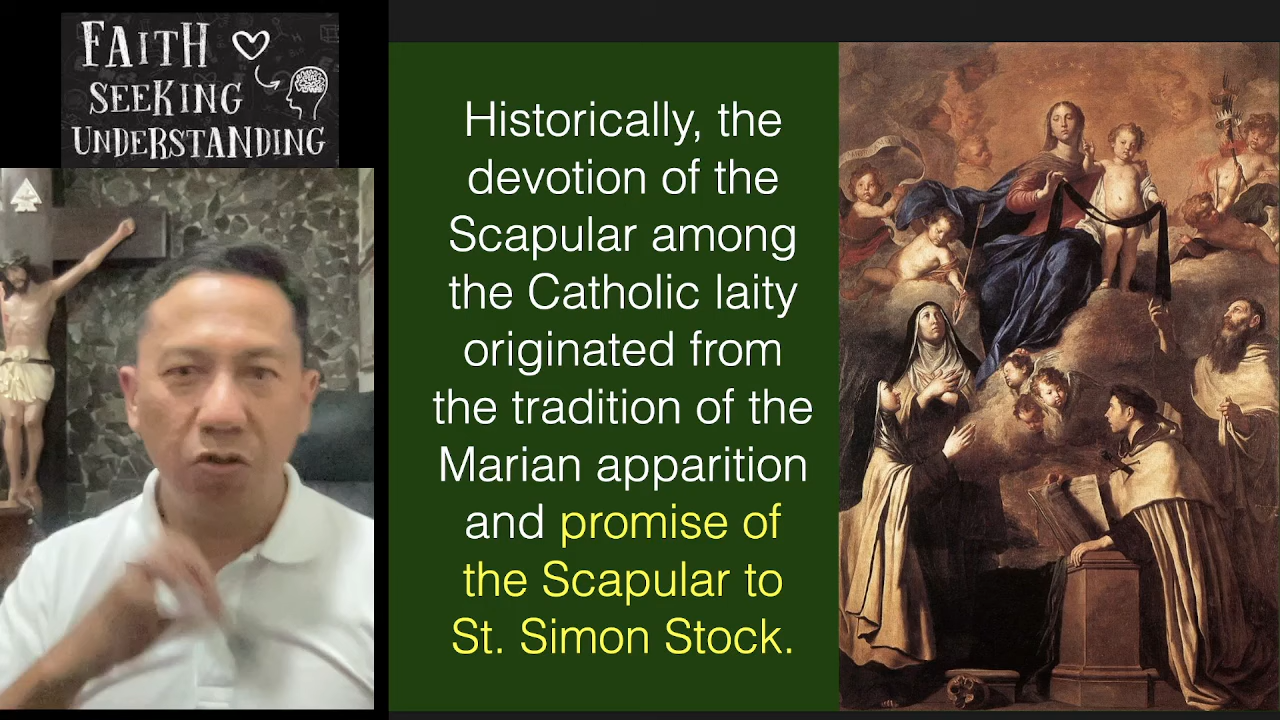 FAITH
SEEKING
UNDERSTANDING
Historically, the
devotion of the
Scapular among
the Catholic laity
originated from
the tradition of the
Marian apparition
and promise of
the Scapular to
St. Simon Stock.